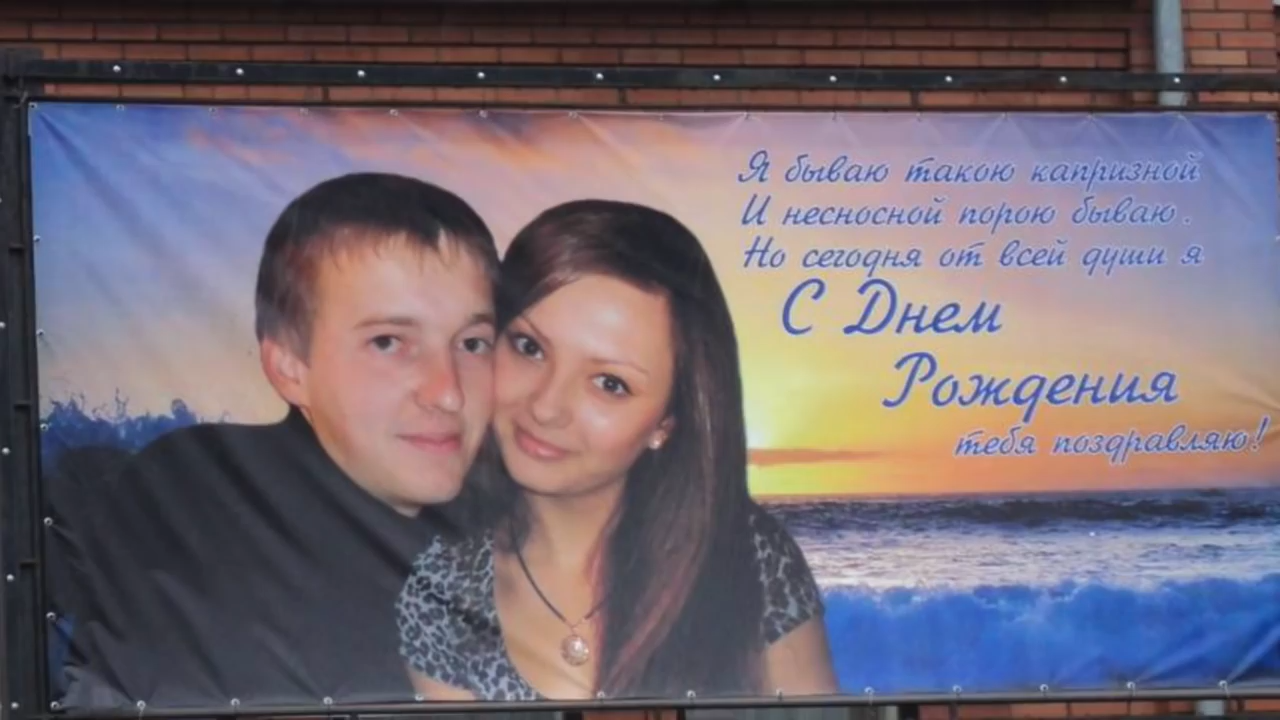 Я бываю такою капризной
И несносной порою бываю.
Но сегодня от всей души я
С Днем
Рождения
тебя поздравляю!